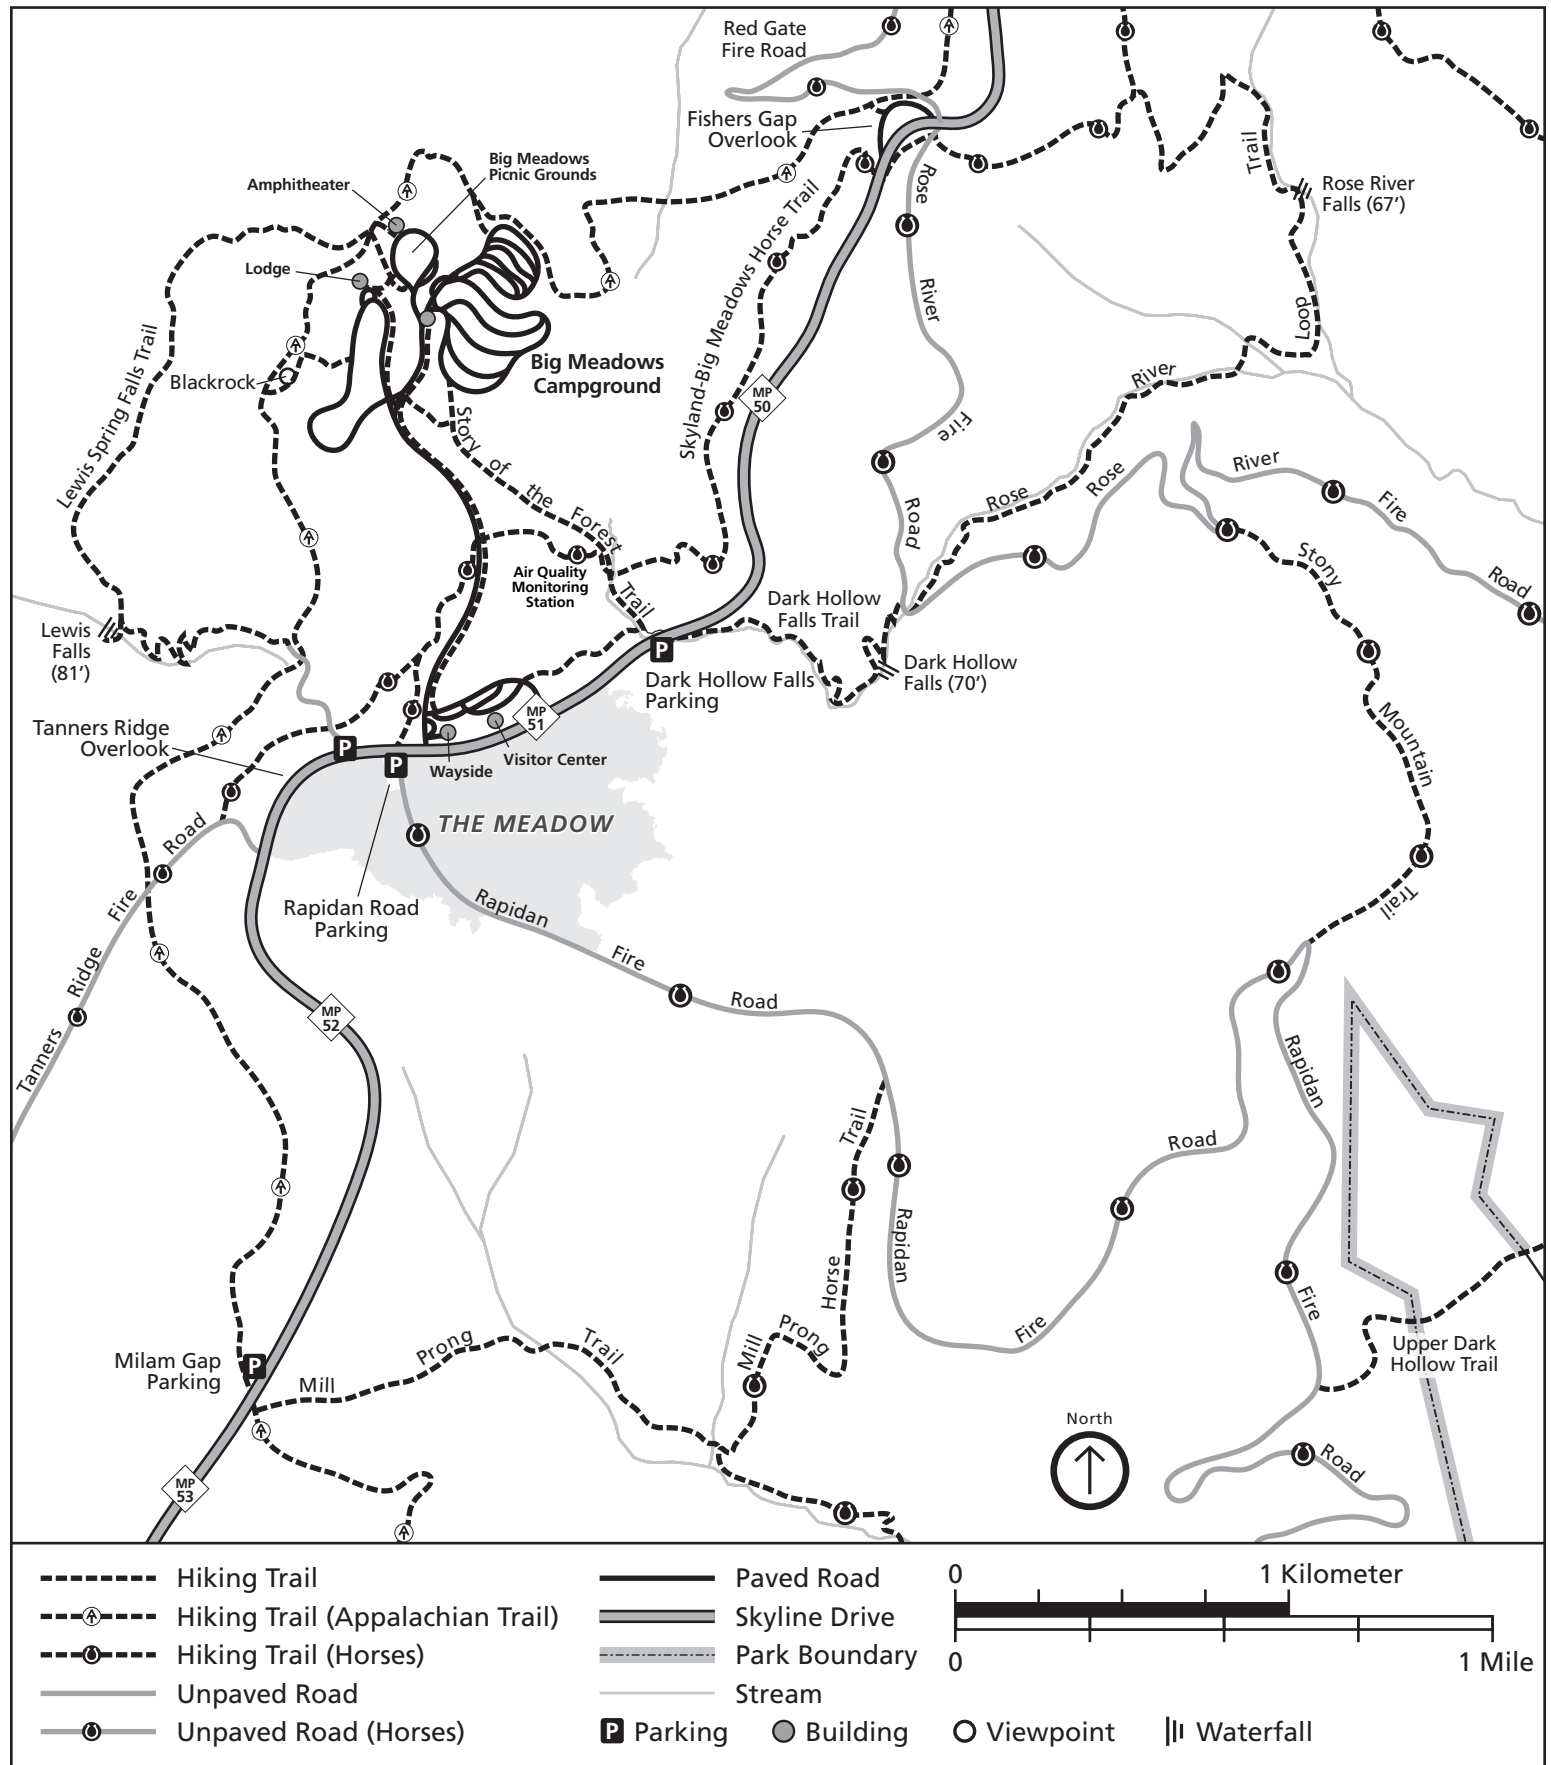 Red Gate
Fire Road
Fishers Gap
Overlook
Big Meadows
Picnic Grounds
Amphitheater
Lodge
Blackrock
Big Meadows
Campground
Lewis Spring Falls Trail
Skyland-Big Meadows Horse Trail
Rose River Fire Road
Trail
Rose River
Falls (67’)
Loop
River
Rose
MP
50
Story of the Forest Trail
Air Quality
Monitoring
Station
Rose River Fire Road
Stony Mountain Trail
Dark Hollow
Falls Trail
Dark Hollow
Falls (70’)
P
Dark Hollow Falls
Parking
Lewis
Falls
(81’)
Tanners Ridge
Overlook
P
P
MP
51
Wayside
Visitor Center
THE MEADOW
Rapidan Road
Parking
Tanners Ridge Fire Road
Rapidan Fire Road
MP
52
Rapidan Fire Road
Rapidan Fire Road
Mill Prong Horse Trail
Milam Gap
Parking
P
Mill Prong Trail
MP
53
Upper Dark
Hollow Trail
North
Hiking Trail
Hiking Trail (Appalachian Trail)
Hiking Trail (Horses)
Unpaved Road
Unpaved Road (Horses)
Paved Road
Skyline Drive
Park Boundary
Stream
P Parking
Building
Viewpoint
Waterfall
0 1 Kilometer
0 1 Mile